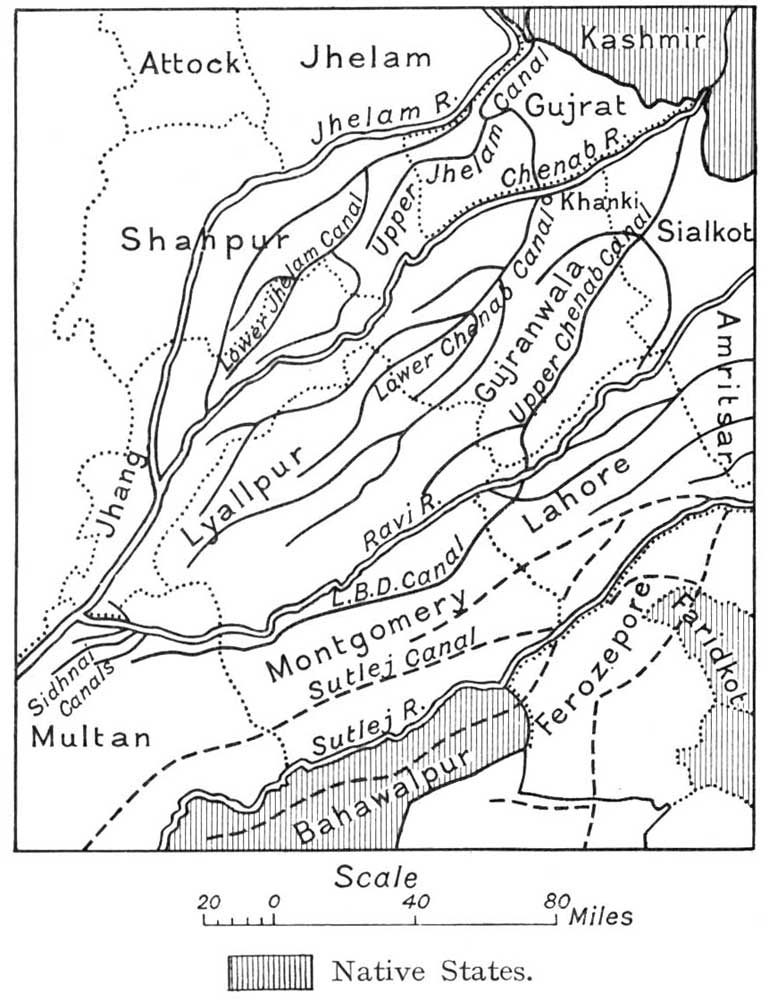 Attock
Jhelam
Kashmir
Jhelam R.
Canal
Gujrat
Upper Jhelam
Chenab R.
Khanki
Shahpur
Lower Jhelam Canal
Sialkot
Lower Chenab Canal
Gujranwala
Upper Chenab Canal
Amritsar
Jhang
Lyallpur
Ravi R.
Lahore
L.B.D. Canal
Montgomery
Sutlej Canal
Ferozepore
Faridkot
Sidhnai
Canals
Multan
Sutlej R.
Bahawalpur
Scale
20 0 40 80 Miles
Native States.